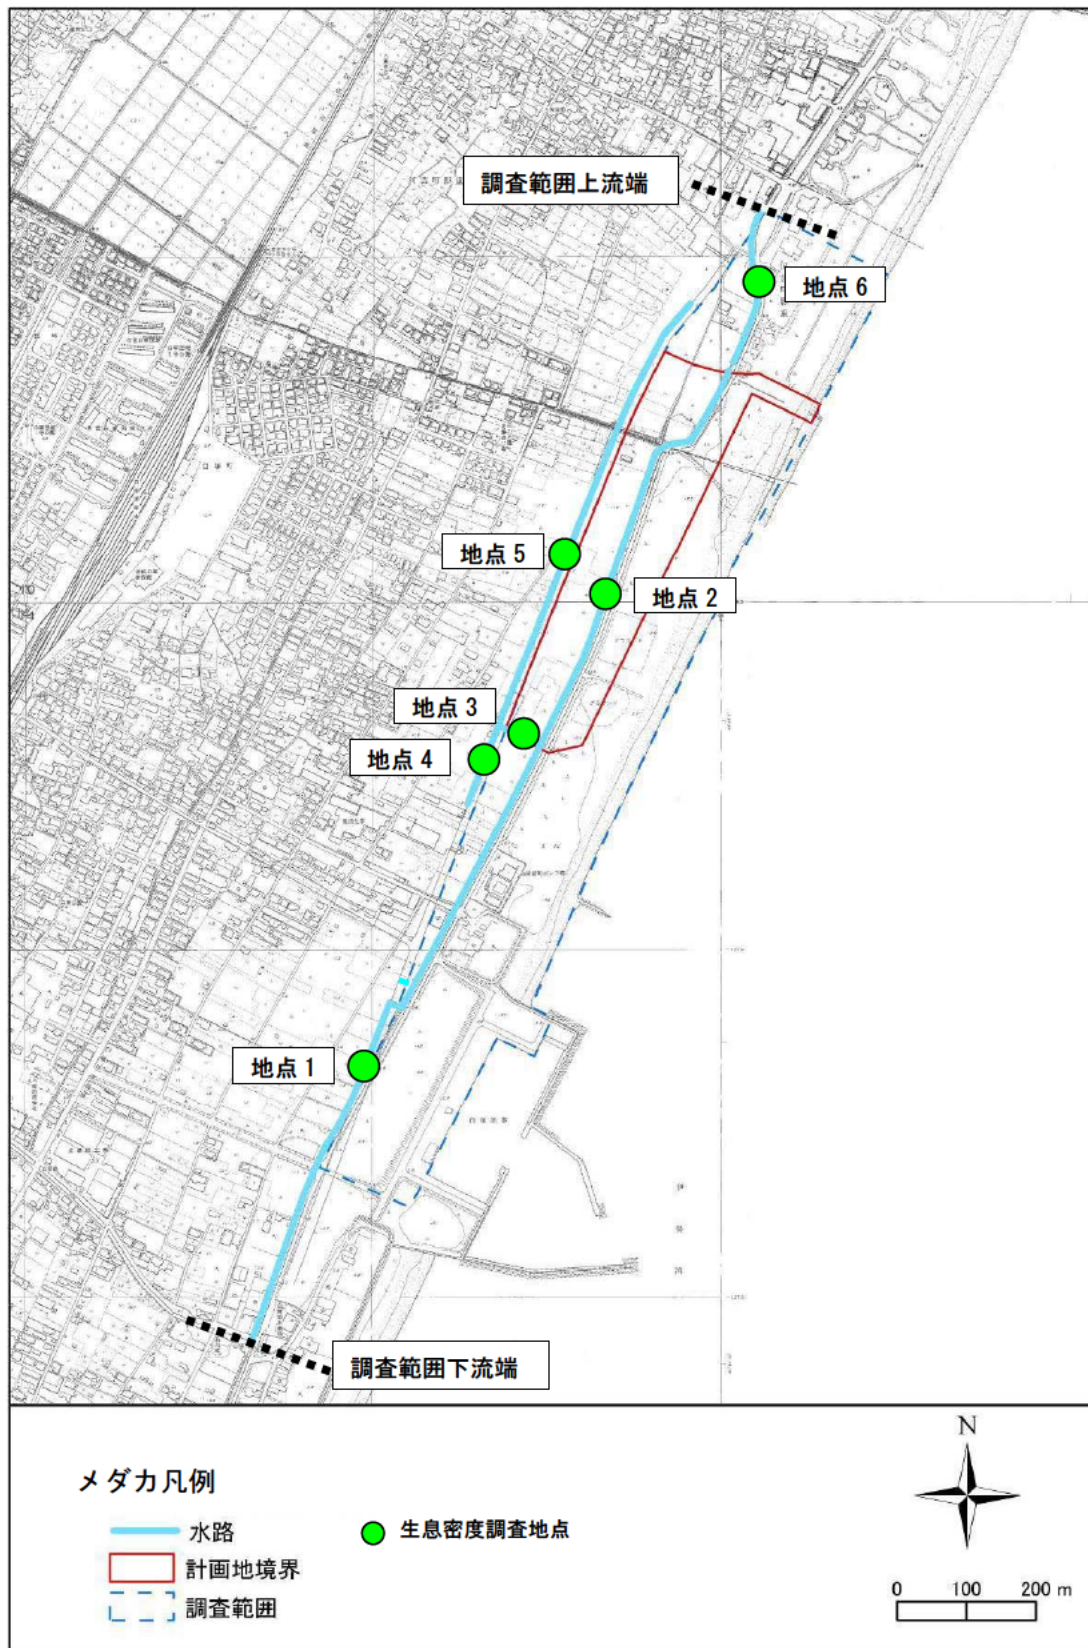 調査範囲上流端
地点 6
地点 5
地点 2
地点 3
地点 4
地点 1
調査範囲下流端
メダカ凡例
水路
生息密度調査地点
計画地境界
調査範囲
N
0 100 200 m